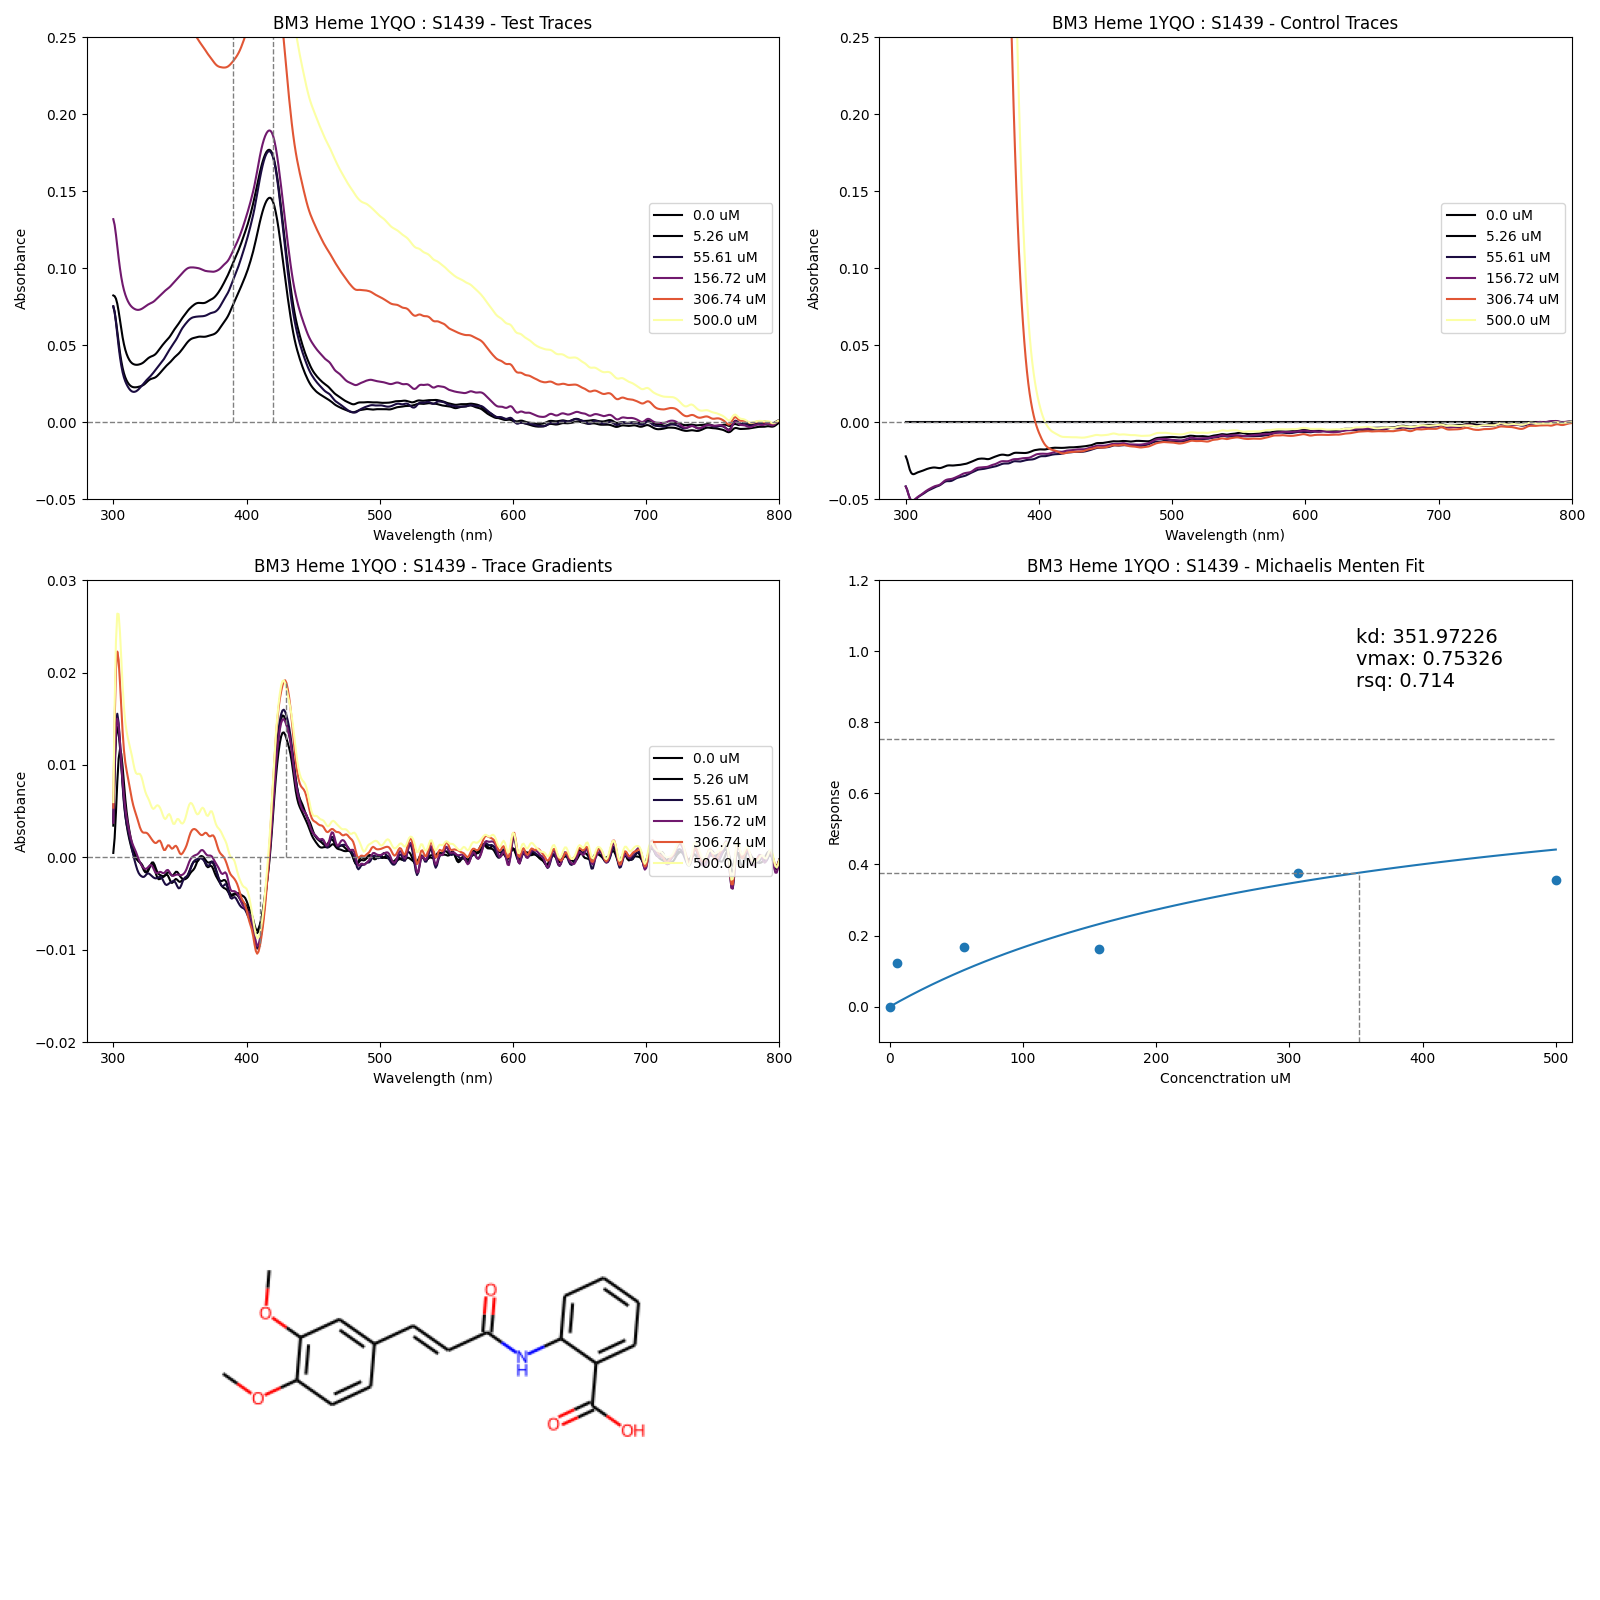 BM3 Heme 1YQO : S1439 - Test Traces
Absorbance
0.25
0.20
0.15
0.10
0.05
0.00
−0.05
300
400
500
600
700
800
Wavelength (nm)
0.0 uM
5.26 uM
55.61 uM
156.72 uM
306.74 uM
500.0 uM
BM3 Heme 1YQO : S1439 - Control Traces
Absorbance
0.25
0.20
0.15
0.10
0.05
0.00
−0.05
300
400
500
600
700
800
Wavelength (nm)
0.0 uM
5.26 uM
55.61 uM
156.72 uM
306.74 uM
500.0 uM
BM3 Heme 1YQO : S1439 - Trace Gradients
Absorbance
0.03
0.02
0.01
0.00
−0.01
−0.02
300
400
500
600
700
800
Wavelength (nm)
0.0 uM
5.26 uM
55.61 uM
156.72 uM
306.74 uM
500.0 uM
BM3 Heme 1YQO : S1439 - Michaelis Menten Fit
Response
1.2
1.0
0.8
0.6
0.4
0.2
0.0
0
100
200
300
400
500
Concenctration uM
kd: 351.97226
vmax: 0.75326
rsq: 0.714
O
O
O
N
H
O
OH